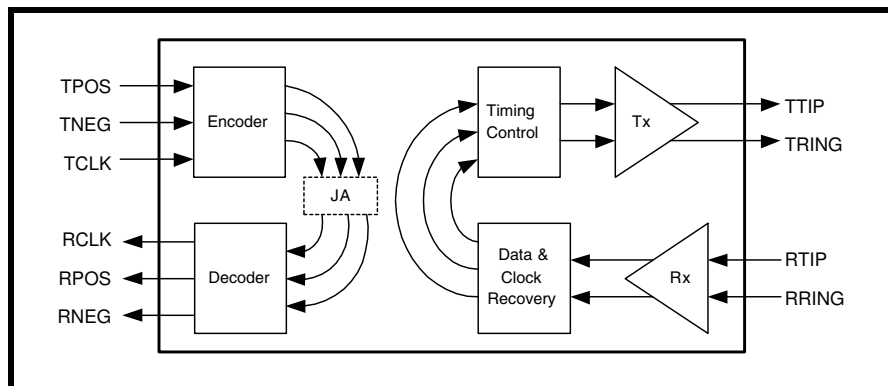 TPOS
TNEG
TCLK
Encoder
JA
RCLK
RPOS
RNEG
Decoder
Timing
Control
Tx
TTIP
TRING
Data &
Clock
Recovery
Rx
RTIP
RRING